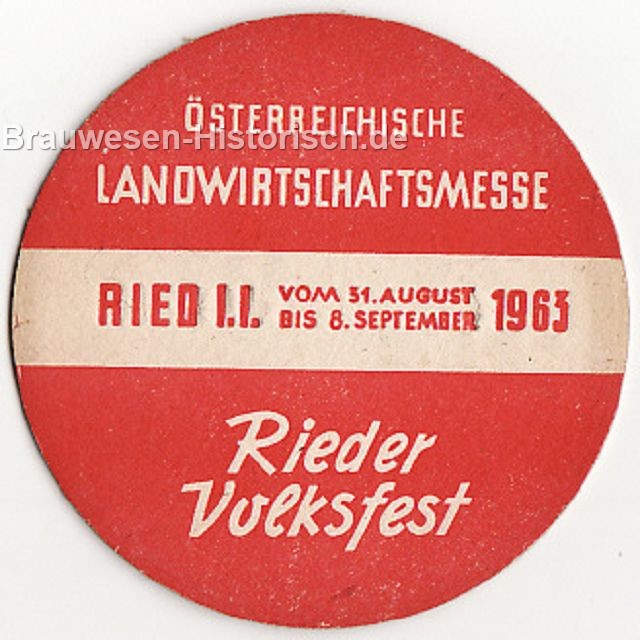 ÖSTERREICHISCHE
Brauwesen-Historisch.de
LANDWIRTSCHAFTSMESSE
RIED I.I. VOM 31. AUGUST BIS 8. SEPTEMBER 1963
Rieder
Volksfest